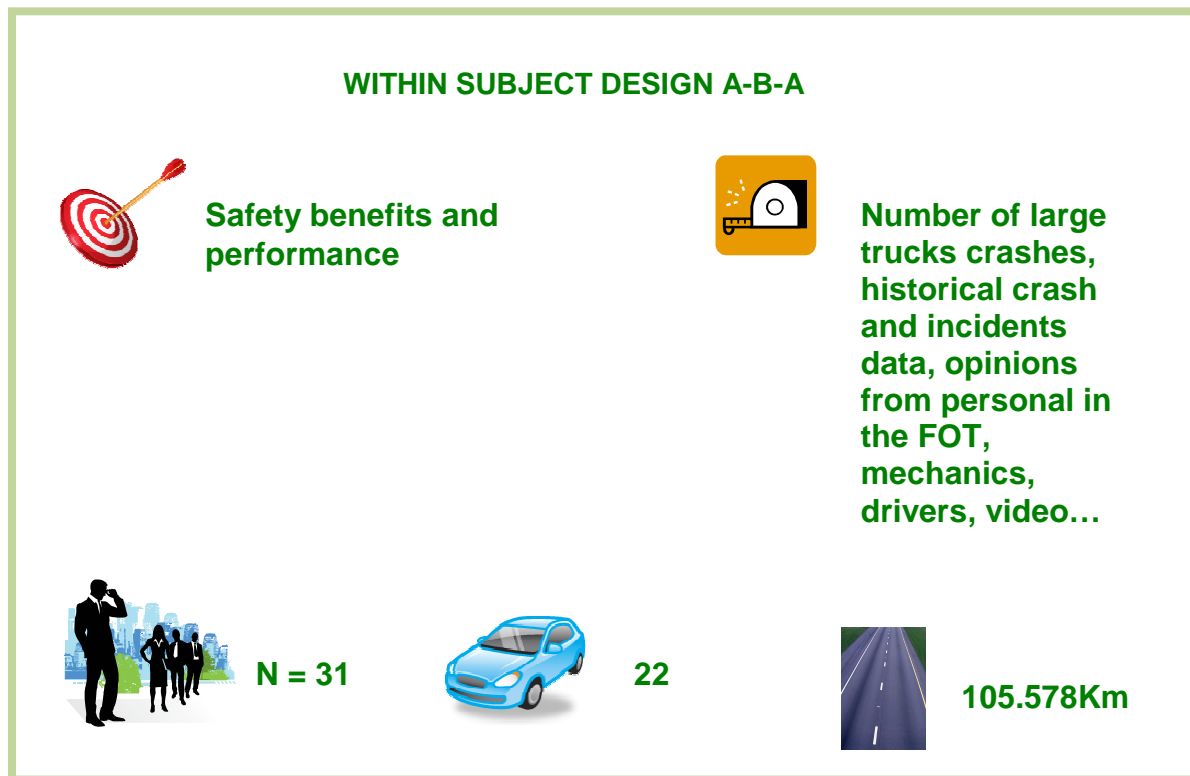 WITHIN SUBJECT DESIGN A-B-A
Safety benefits and
performance
Number of large
trucks crashes,
historical crash
and incidents
data, opinions
from personal in
the FOT,
mechanics,
drivers, video…
N = 31
22
105.578Km